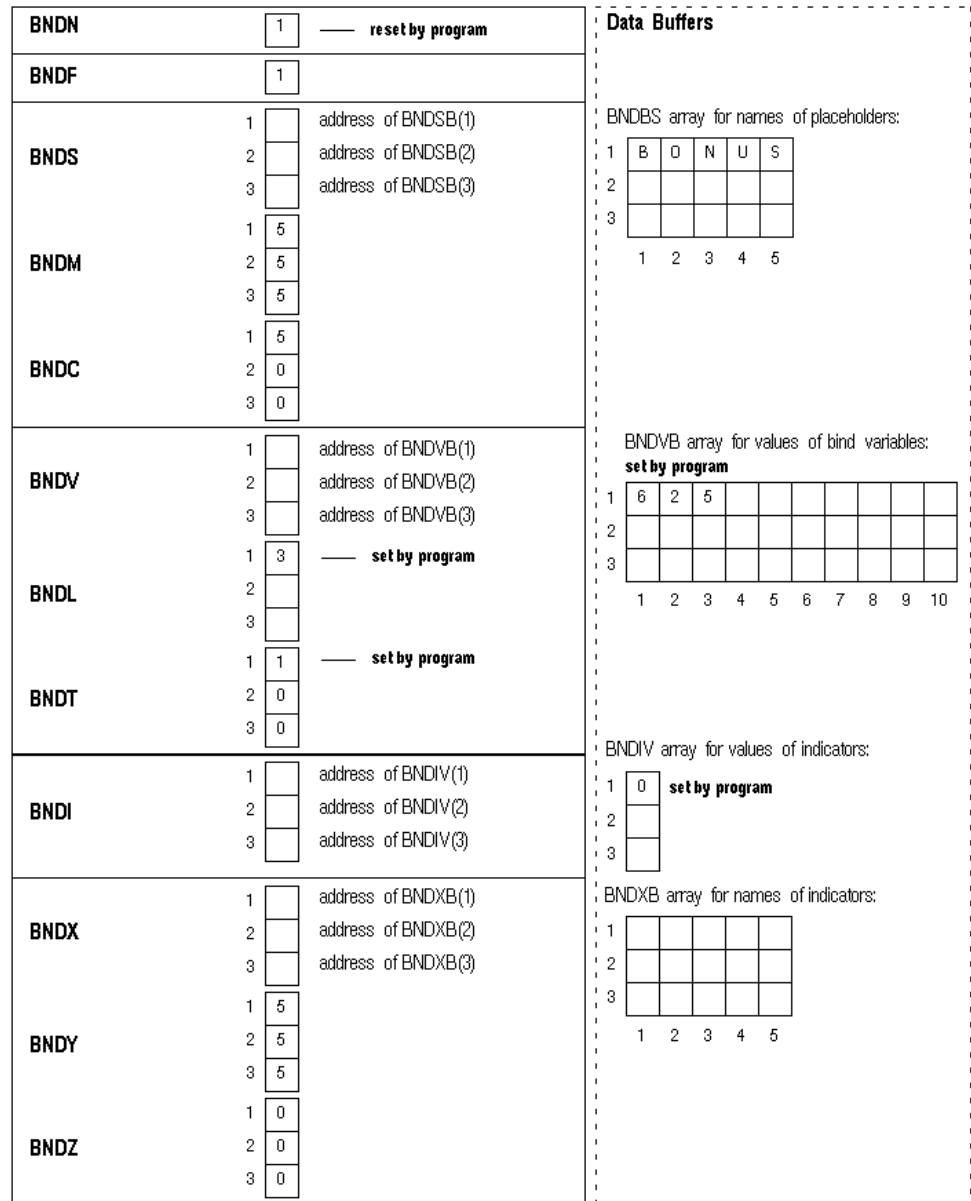 BNDN 1 reset by program
BNDF 1
BNDS
1 address of BNDSB(1)
2 address of BNDSB(2)
3 address of BNDSB(3)
BNDM
1 5
2 5
3 5
BNDC
1 5
2 0
3 0
BNDV
1 address of BNDVB(1)
2 address of BNDVB(2)
3 address of BNDVB(3)
BNDL
1 3 set by program
2
3
BNDT
1 1 set by program
2 0
3 0
BNDI
1 address of BNDIV(1)
2 address of BNDIV(2)
3 address of BNDIV(3)
BNDX
1 address of BNDXB(1)
2 address of BNDXB(2)
3 address of BNDXB(3)
BNDY
1 5
2 5
3 5
BNDZ
1 0
2 0
3 0
Data Buffers
BNDBS array for names of placeholders:
1 B O N U S
2
3
1 2 3 4 5
BNDVB array for values of bind variables:
set by program
1 6 2 5
2
3
1 2 3 4 5 6 7 8 9 10
BNDIV array for values of indicators:
1 0 set by program
2
3
BNDXB array for names of indicators:
1
2
3
1 2 3 4 5